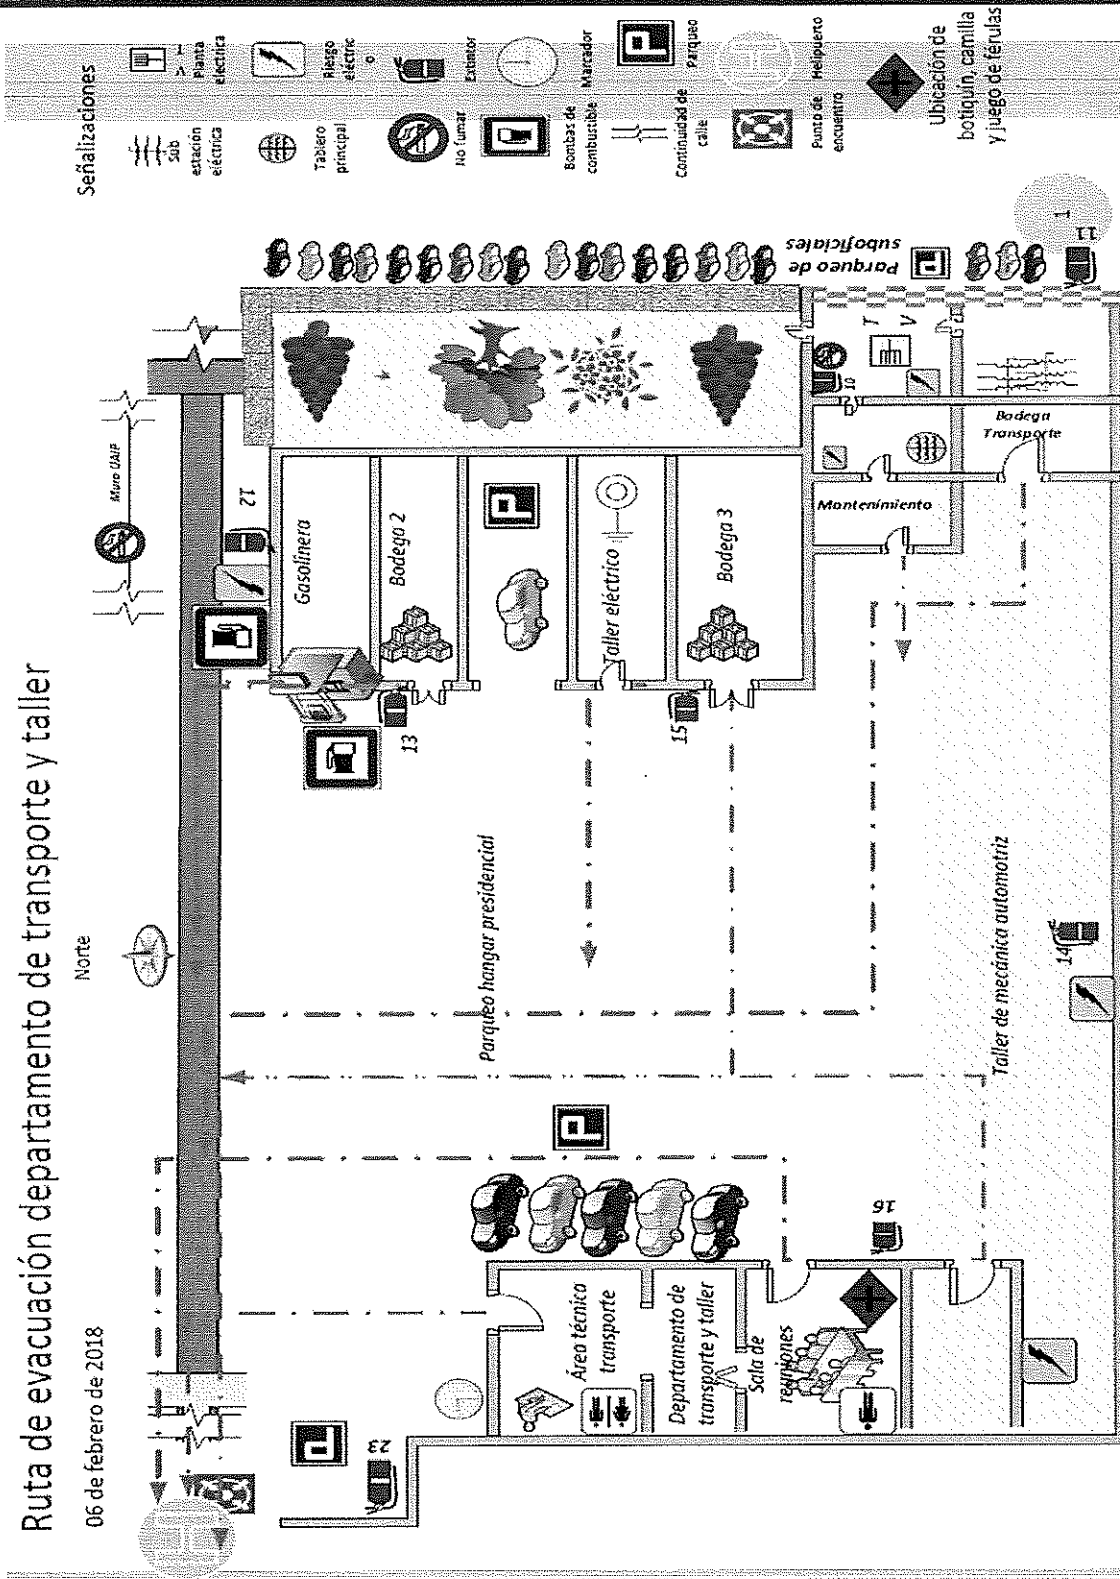 Ruta de evacuación departamento de transporte y taller
06 de febrero de 2018
Norte
Muro UAIP
12
Gasolinera
Bodega 2
13
Taller eléctrico
Bodega 3
15
Parqueo hangar presidencial
Mantenimiento
Bodega
Transporte
10
T
V
Parqueo de
suboficiales
1
11
Taller de mecánica automotriz
14
16
23
Área técnica
transporte
Departamento de
transporte y taller
Sala de
reuniones
Señalizaciones
Sub
estación
eléctrica
Planta
Eléctrica
Tablero
principal
Riesgo
eléctric
o
No fumar
Extintor
Bombas de
combustible
Marcador
Continuidad de
calle
Parqueo
Punto de
encuentro
Helipuerto
Ubicación de
botiquín, camilla
y juego de férulas